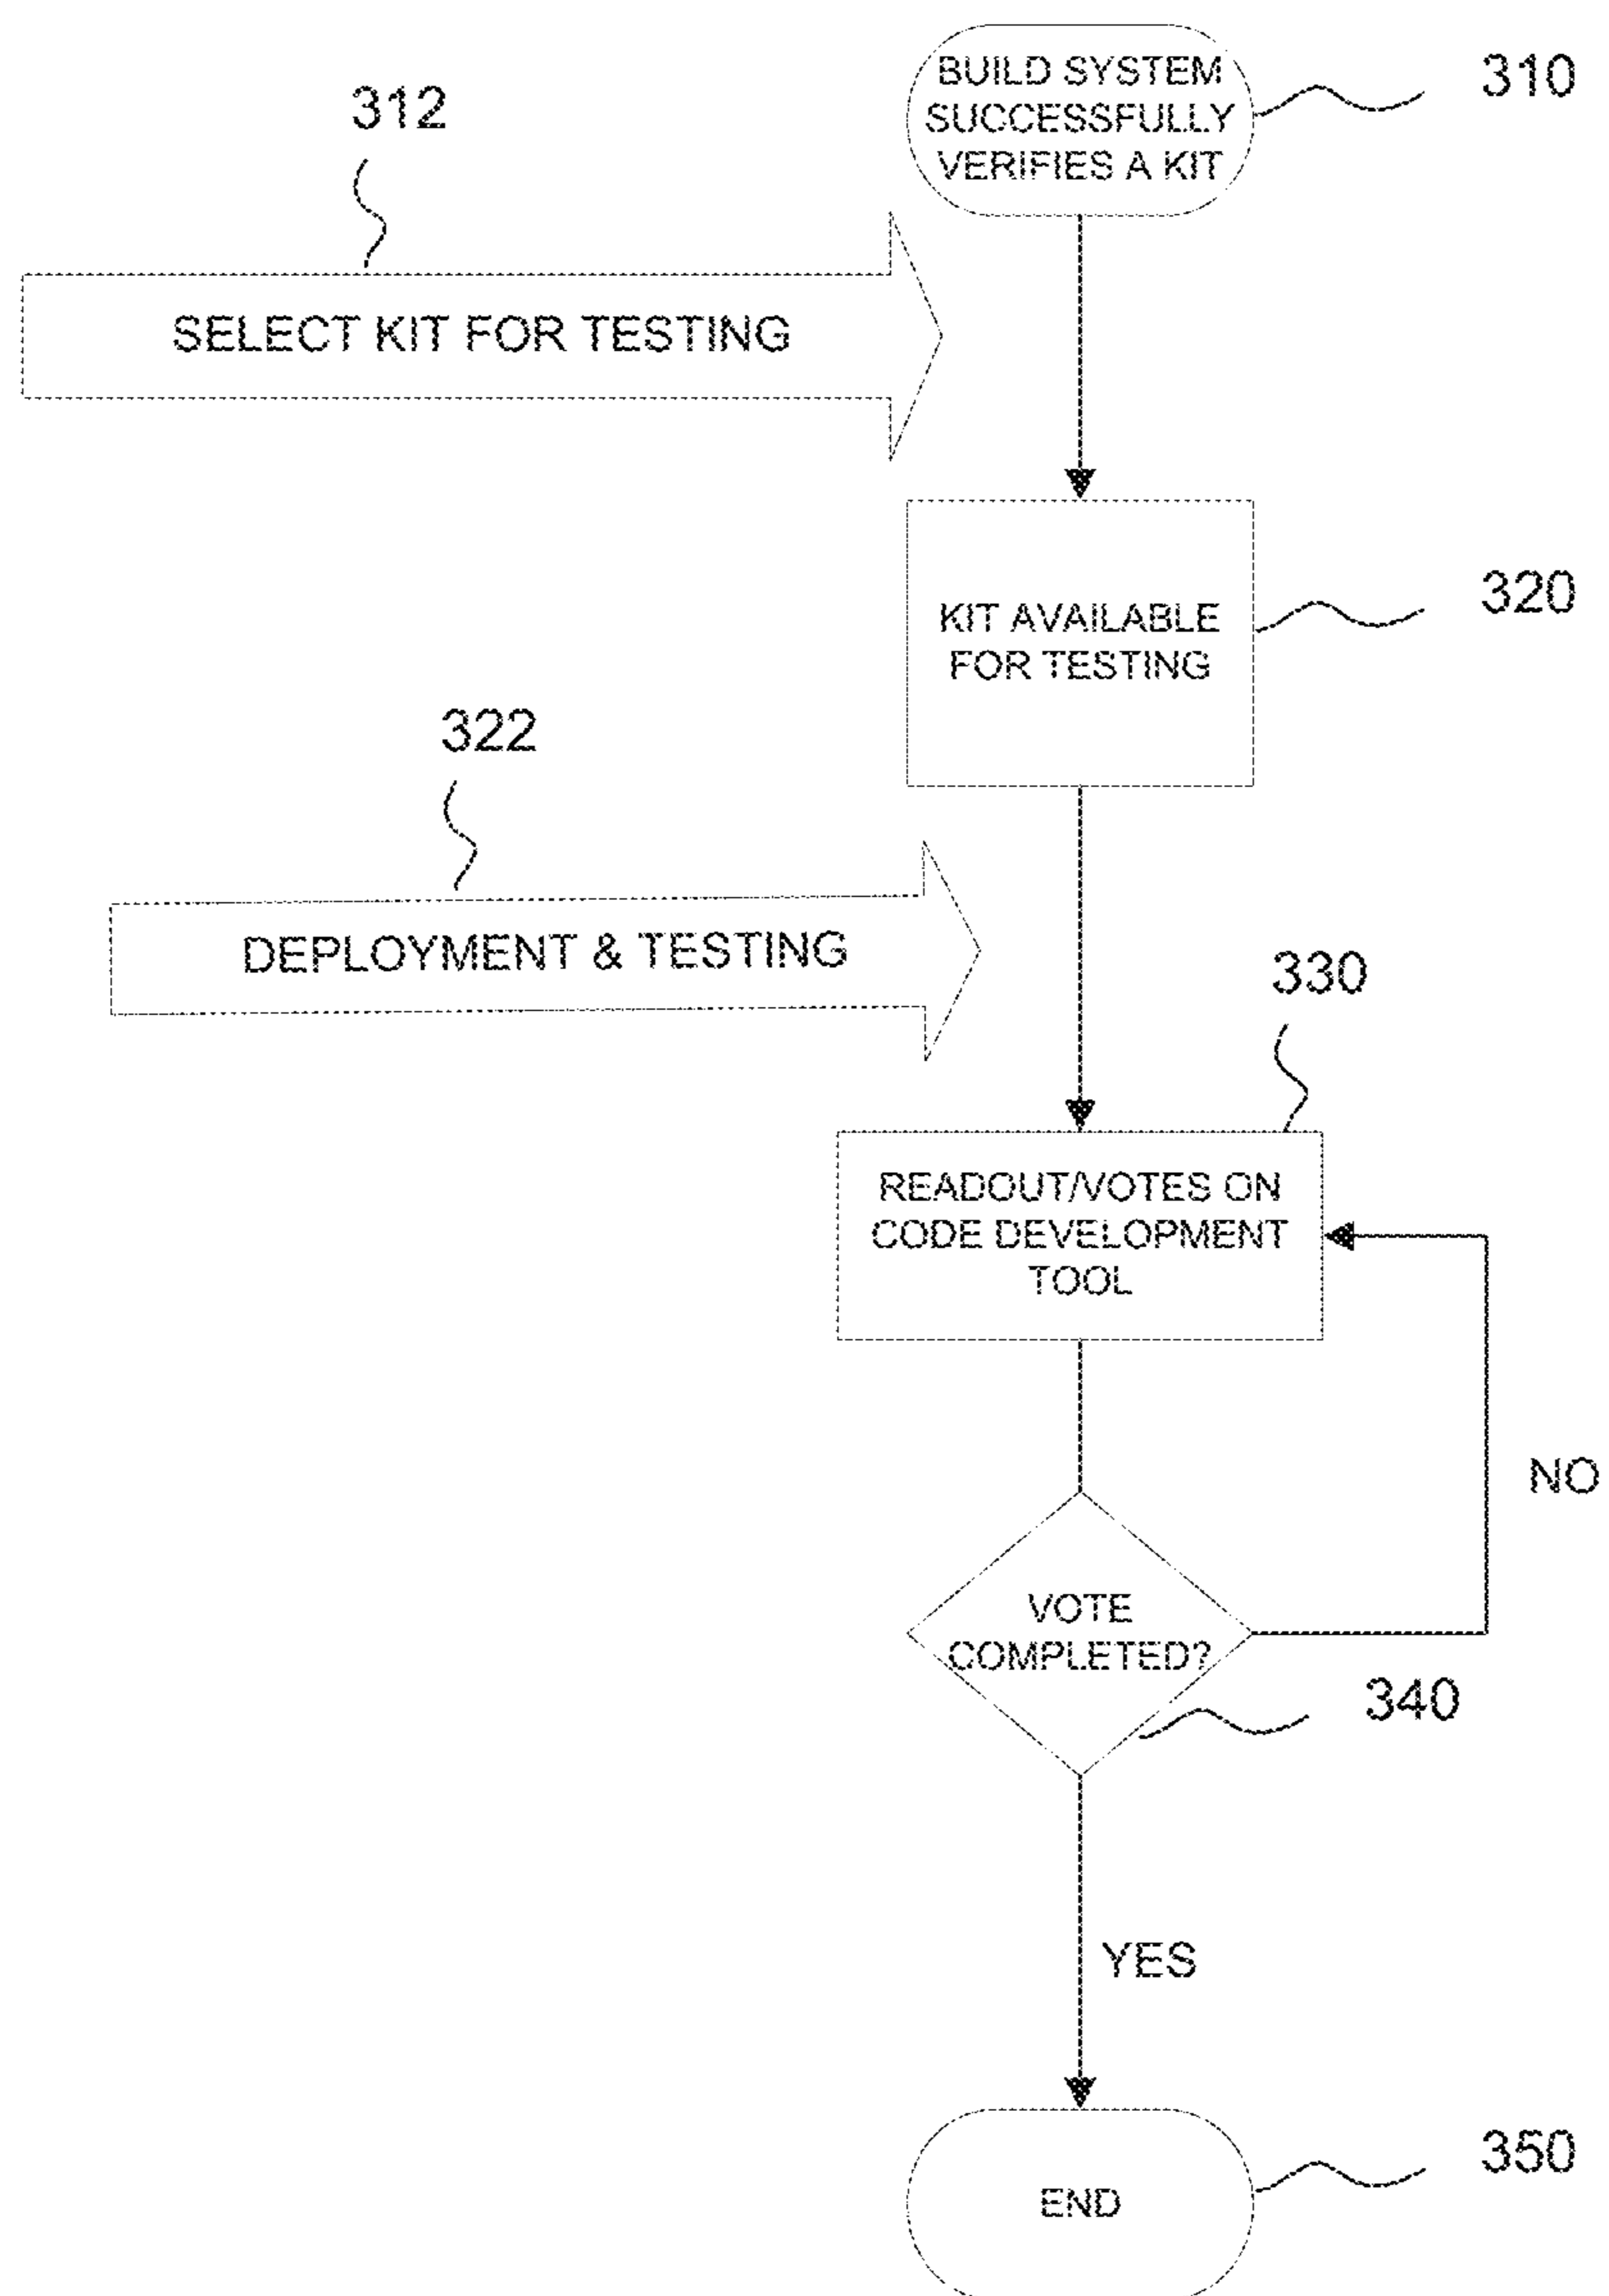 BUILD SYSTEM
SUCCESSFULLY
VERIFIES A KIT
310
312
SELECT KIT FOR TESTING
320
KIT AVAILABLE
FOR TESTING
322
DEPLOYMENT & TESTING
330
READOUT/VOTES ON
CODE DEVELOPMENT
TOOL
NO
VOTE
COMPLETED?
340
YES
350
END